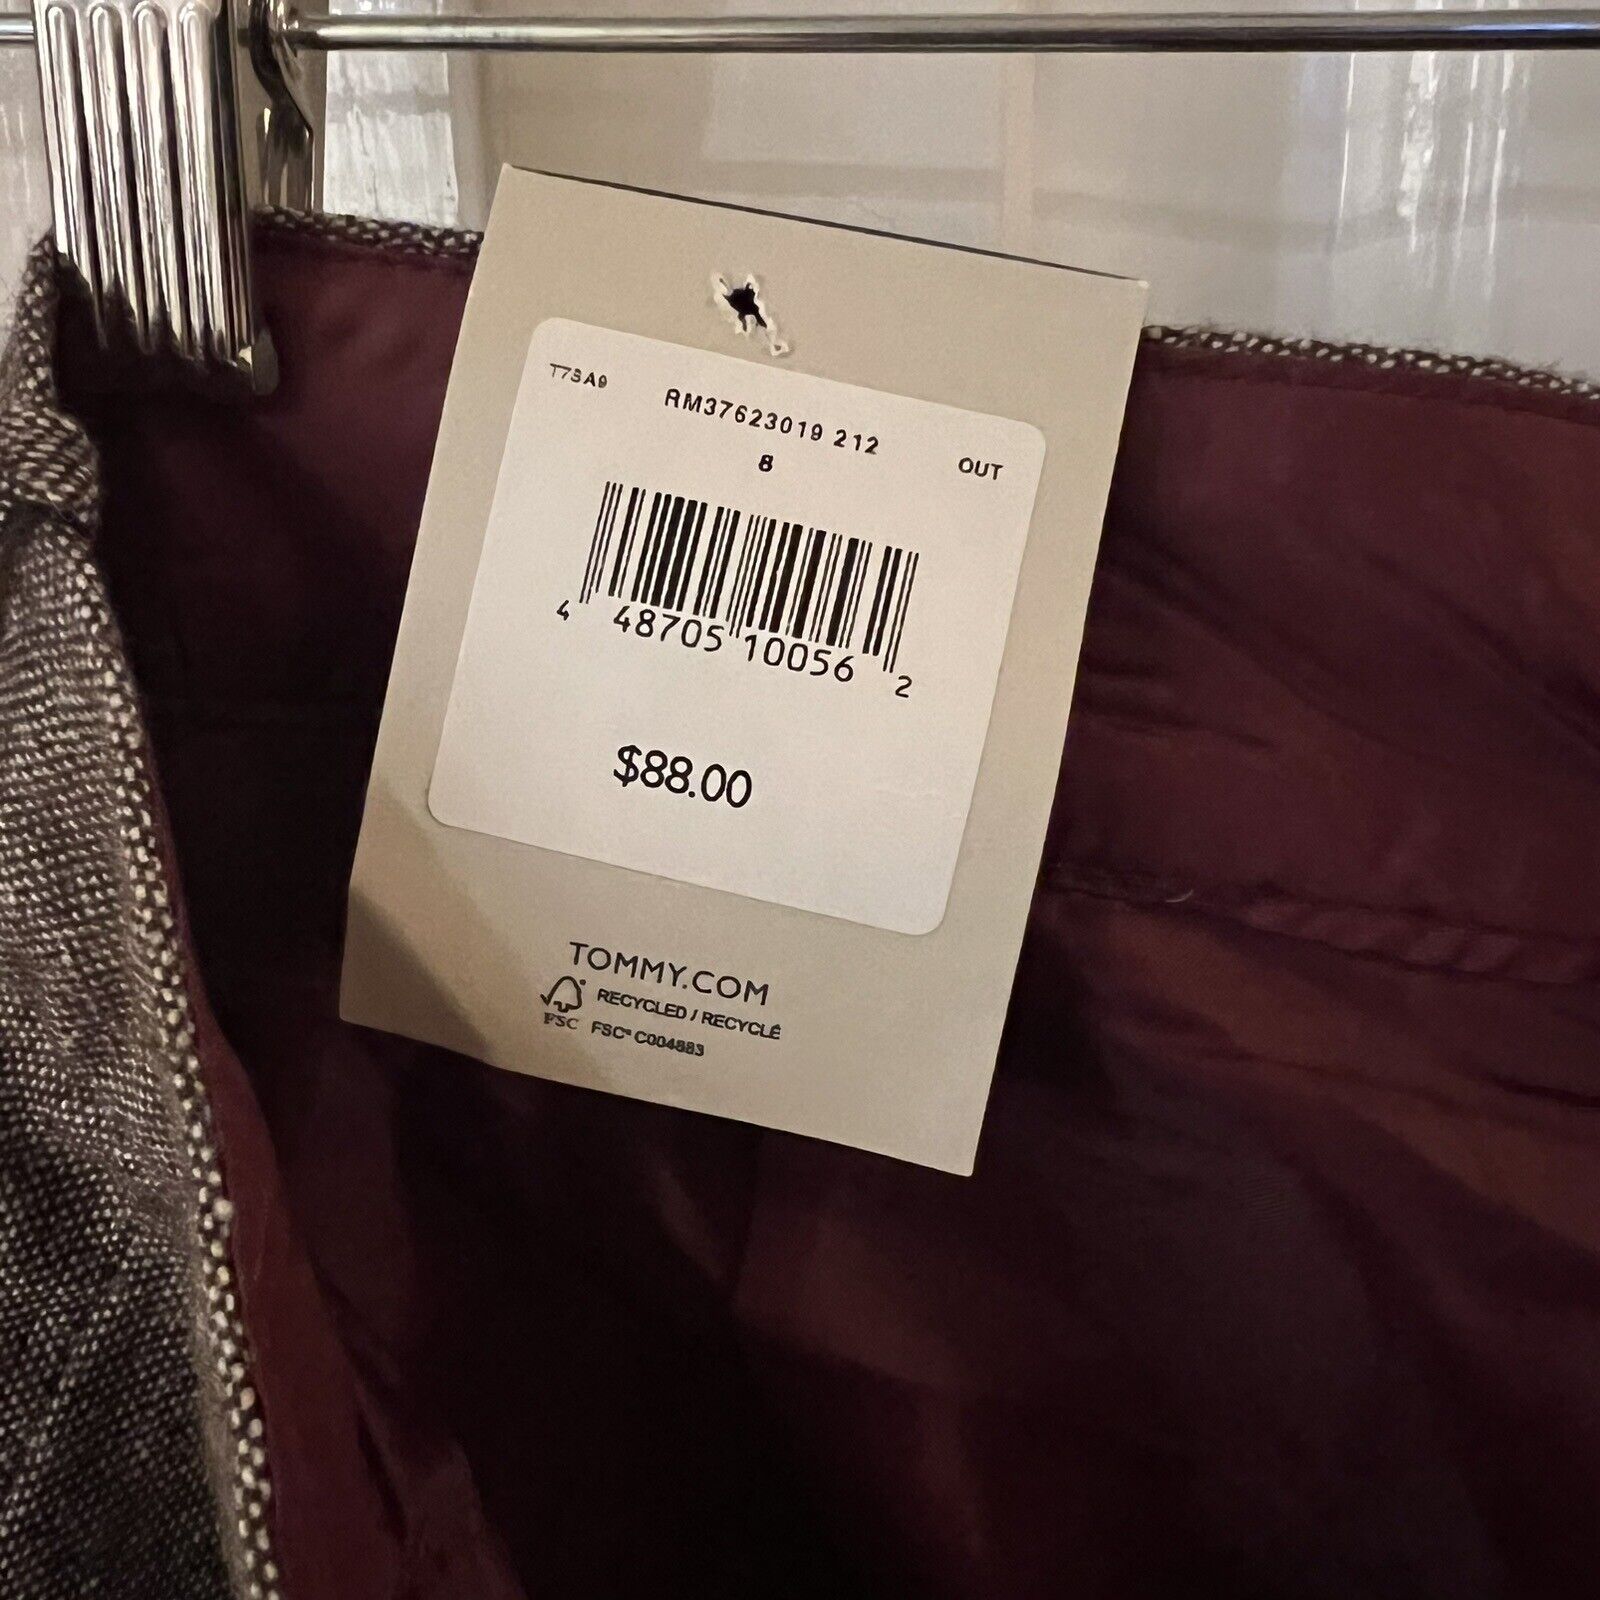 T7SA9 RM37623019 212
8 OUT
4 48705 10056 2
$88.00
TOMMY.COM
RECYCLED / RECYCLÉ
FSC FSC® C004883